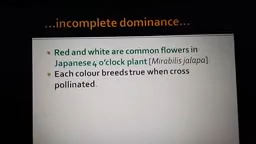 ...incomplete dominance...
Red and white are common flowers in
Japanese 4 o'clock plant [Mirabilis jalapa]
Each colour breeds true when cross
pollinated.